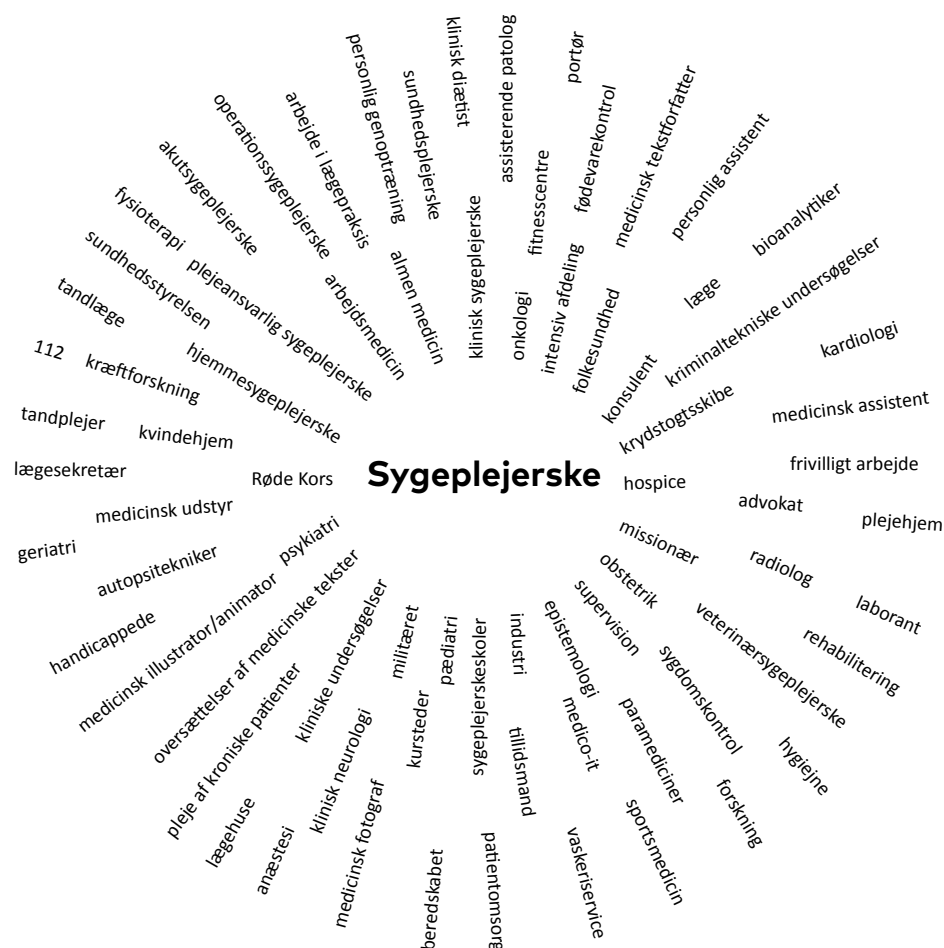 klinisk diætist
assisterende patolog
portør
personlig genoptræning
sundhedsplejerske
fødevarekontrol
medicinsk tekstforfatter
arbejde i lægepraksis
operationssygeplejerske
personlig assistent
akutsygeplejerske
fitnesscentre
bioanalytiker
fysioterapi
klinisk sygeplejerske
sundhedsstyrelsen
plejeansvarlig sygeplejerske
arbejdsmedicin
almen medicin
onkologi
intensiv afdeling
folkesundhed
læge
kriminaltekniske undersøgelser
tandlæge
kardiologi
112
kræftforskning
hjemmesygeplejerske
konsulent
krydstogtsskibe
medicinsk assistent
tandplejer
kvindehjem
lægesekretær
Røde Kors
Sygeplejerske
hospice
frivilligt arbejde
medicinsk udstyr
advokat
plejehjem
geriatri
autopsitekniker
psykiatri
missionær
radiolog
laborant
handicappede
medicinsk illustrator/animator
oversættelser af medicinske tekster
obstetrik
veterinærsygeplejerske
rehabilitering
pleje af kroniske patienter
kliniske undersøgelser
militæret
pædiatri
sygeplejerskeskoler
industri
epistemologi
supervision
sygdomskontrol
hygiejne
lægehuse
anæstesi
klinisk neurologi
kursteder
tillidsmand
medico-it
paramediciner
forskning
medicinsk fotograf
beredskabet
patientomsorg
vaskeriservice
sportsmedicin